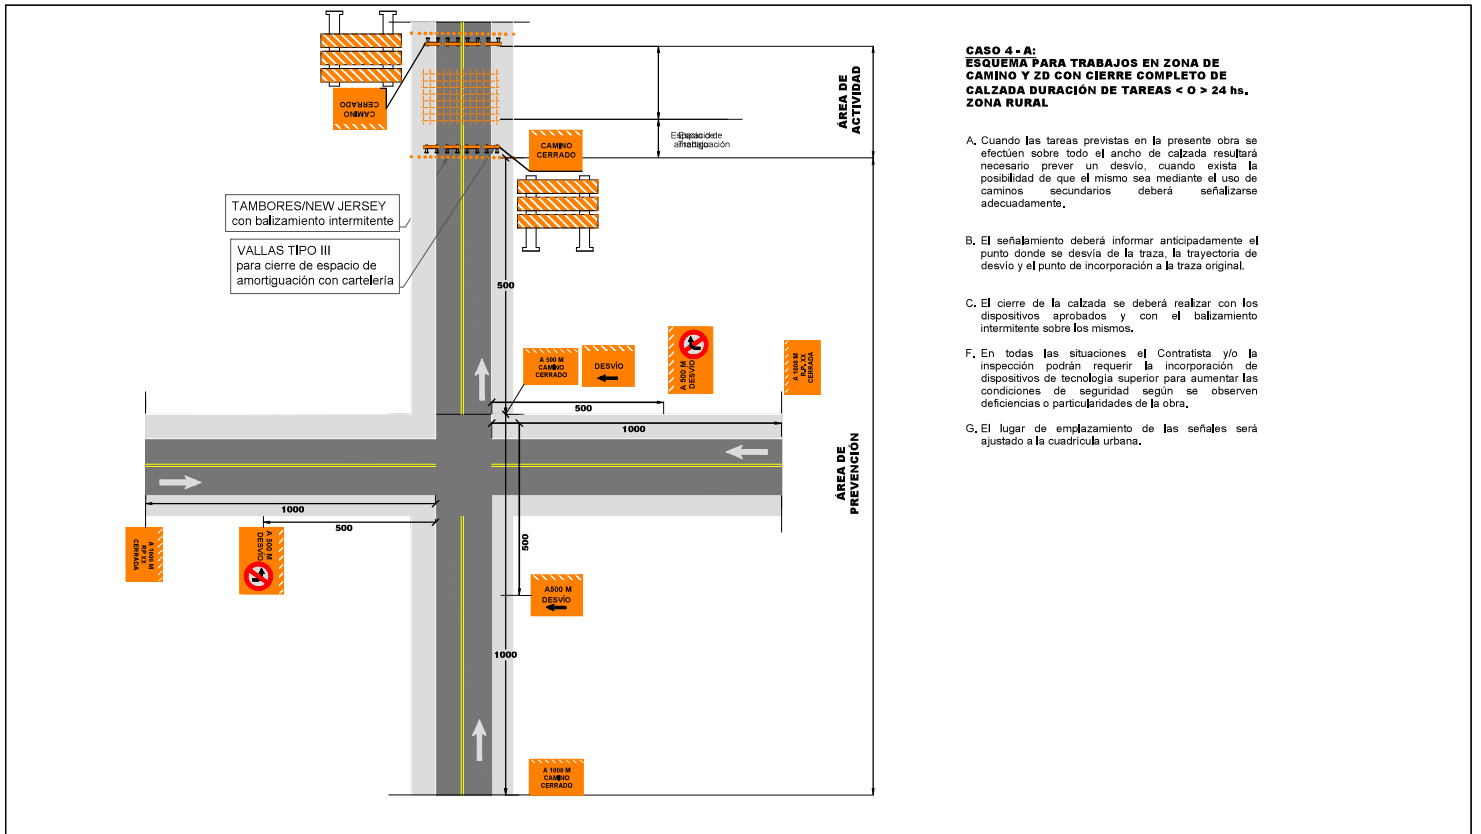 CAMINO
CERRADO
CAMINO
CERRADO
ÁREA DE
ACTIVIDAD
TAMBORES/NEW JERSEY
con balizamiento intermitente
VALLAS TIPO III
para cierre de espacio de
amortiguación con cartelería
500
A 500 M
CAMINO
CERRADO
DESVÍO
A 500 M
DESVÍO
A 1000 M
R.P. XX
CERRADA
500
1000
ÁREA DE
PREVENCIÓN
1000
500
A 1000 M
RP XX
CERRADA
A 500 M
DESVÍO
500
A500 M
DESVÍO
1000
A 1000 M
CAMINO
CERRADO
CASO 4 - A:
ESQUEMA PARA TRABAJOS EN ZONA DE
CAMINO Y ZD CON CIERRE COMPLETO DE
CALZADA DURACIÓN DE TAREAS < O > 24 hs.
ZONA RURAL
A. Cuando las tareas previstas en la presente obra se
efectúen sobre todo el ancho de calzada resultará
necesario prever un desvío, cuando exista la
posibilidad de que el mismo sea mediante el uso de
caminos secundarios deberá señalizarse
adecuadamente.
B. El señalamiento deberá informar anticipadamente el
punto donde se desvía de la traza, la trayectoria de
desvío y el punto de incorporación a la traza original.
C. El cierre de la calzada se deberá realizar con los
dispositivos aprobados y con el balizamiento
intermitente sobre los mismos.
F. En todas las situaciones el Contratista y/o la
inspección podrán requerir la incorporación de
dispositivos de tecnología superior para aumentar las
condiciones de seguridad según se observen
deficiencias o particularidades de la obra.
G. El lugar de emplazamiento de las señales será
ajustado a la cuadrícula urbana.